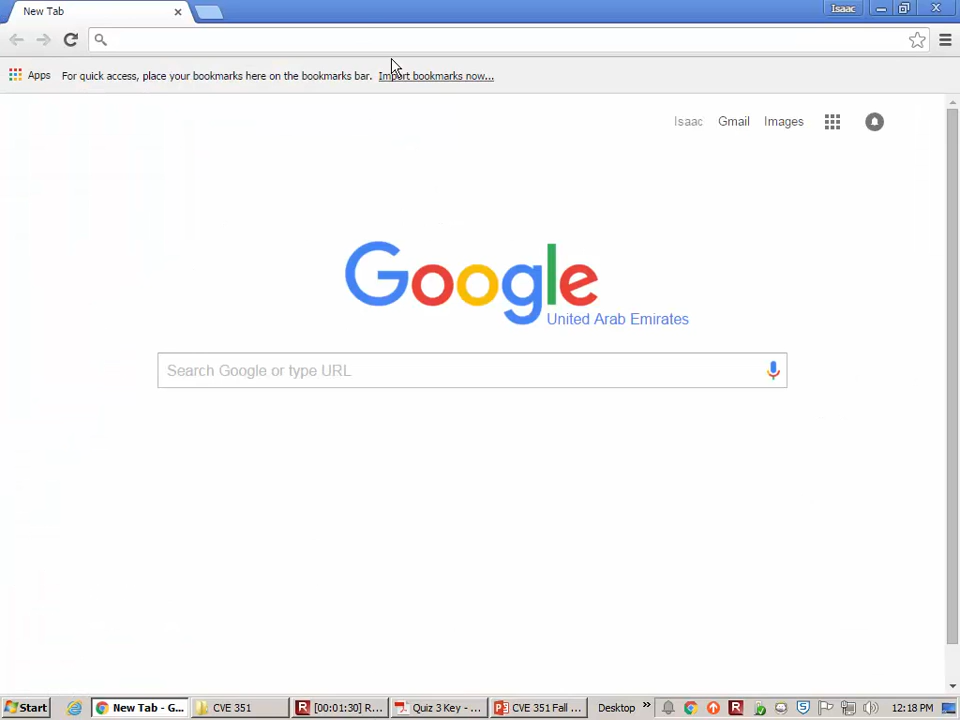 New Tab
Isaac
Apps For quick access, place your bookmarks here on the bookmarks bar. Import bookmarks now...
Isaac Gmail Images
Google
United Arab Emirates
Search Google or type URL
Start New Tab - G... CVE 351 [00:01:30] R... Quiz 3 Key - ... CVE 351 Fall ... Desktop » 12:18 PM